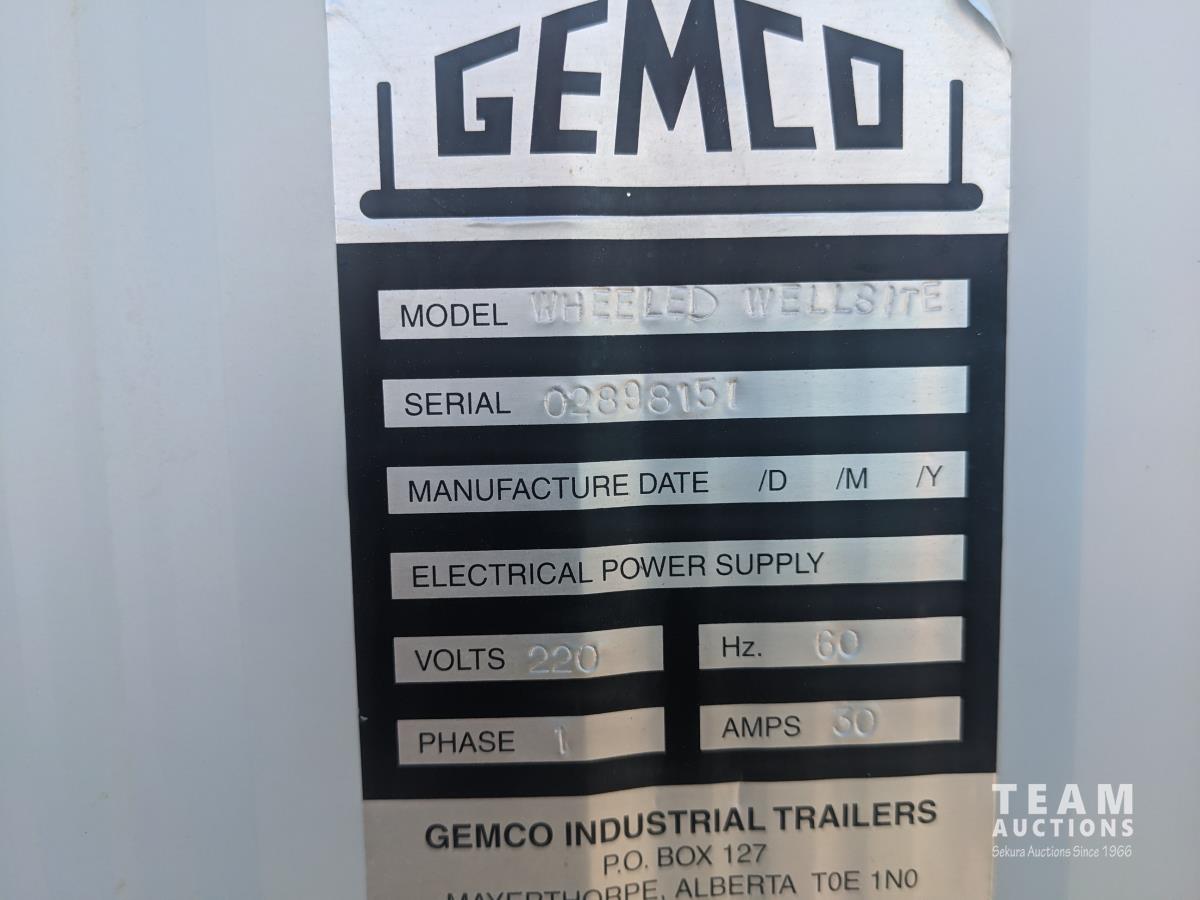 GEMCO
MODEL WHEELED WELLSITE
SERIAL 02898151
MANUFACTURE DATE /D /M /Y
ELECTRICAL POWER SUPPLY
VOLTS 220 Hz. 60
PHASE 1 AMPS 30
GEMCO INDUSTRIAL TRAILERS
P.O. BOX 127
MAYERTHORPE, ALBERTA T0E 1N0
TEAM
AUCTIONS
Sekura Auctions Since 1966